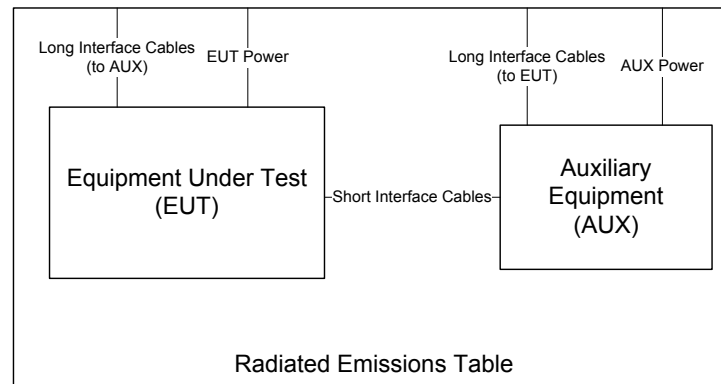 Long Interface Cables
(to AUX)
EUT Power
Long Interface Cables
(to EUT)
AUX Power
Equipment Under Test
(EUT)
Short Interface Cables
Auxiliary
Equipment
(AUX)
Radiated Emissions Table